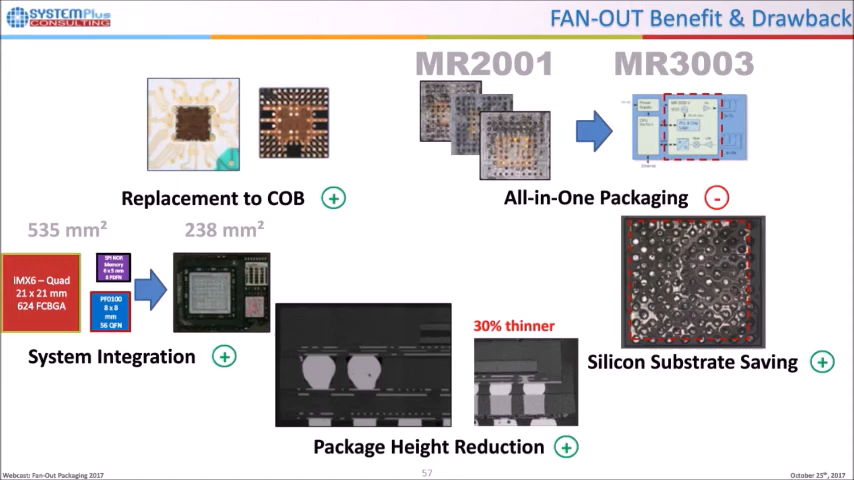 SYSTEMPlus
CONSULTING
FAN-OUT Benefit & Drawback
MR2001
MR3003
Replacement to COB
+
All-in-One Packaging
-
535 mm²
238 mm²
iMX6 – Quad
21 x 21 mm
624 FCBGA
SPI NOR
Memory
PF0100
8 x 8
mm
56 QFN
System Integration
+
30% thinner
Silicon Substrate Saving
+
Package Height Reduction
+
Webcast: Fan-Out Packaging 2017
57
October 25th, 2017